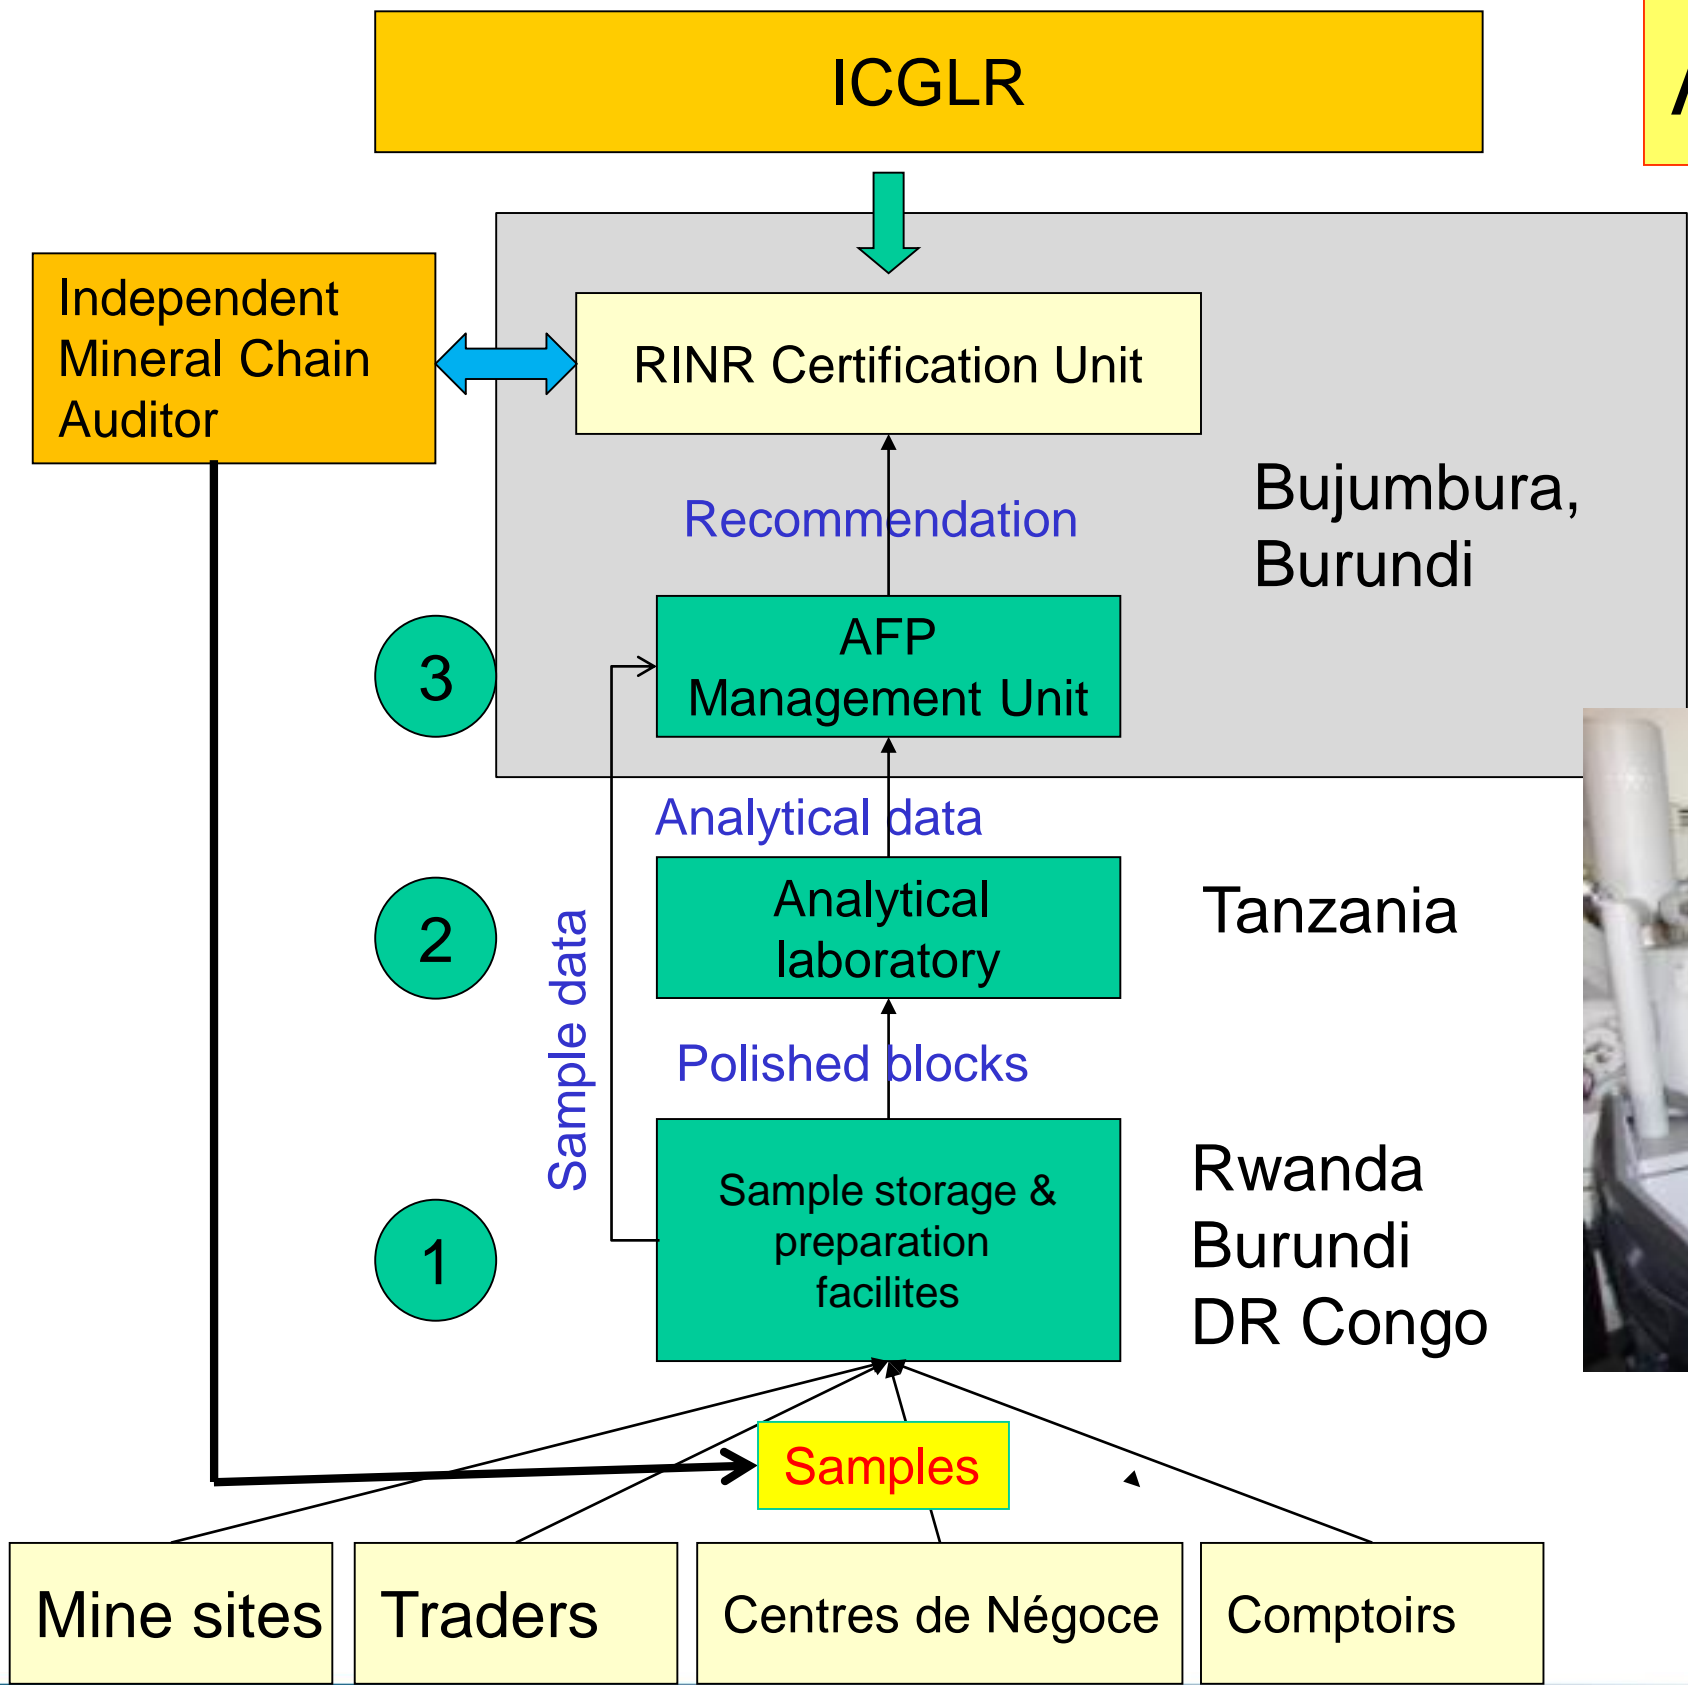 ICGLR
A
Independent
Mineral Chain
Auditor
RINR Certification Unit
Recommendation
Bujumbura,
Burundi
3
AFP
Management Unit
Analytical data
2
Analytical
laboratory
Tanzania
Sample data
Polished blocks
1
Sample storage &
preparation
facilites
Rwanda
Burundi
DR Congo
Samples
Mine sites
Traders
Centres de Négoce
Comptoirs